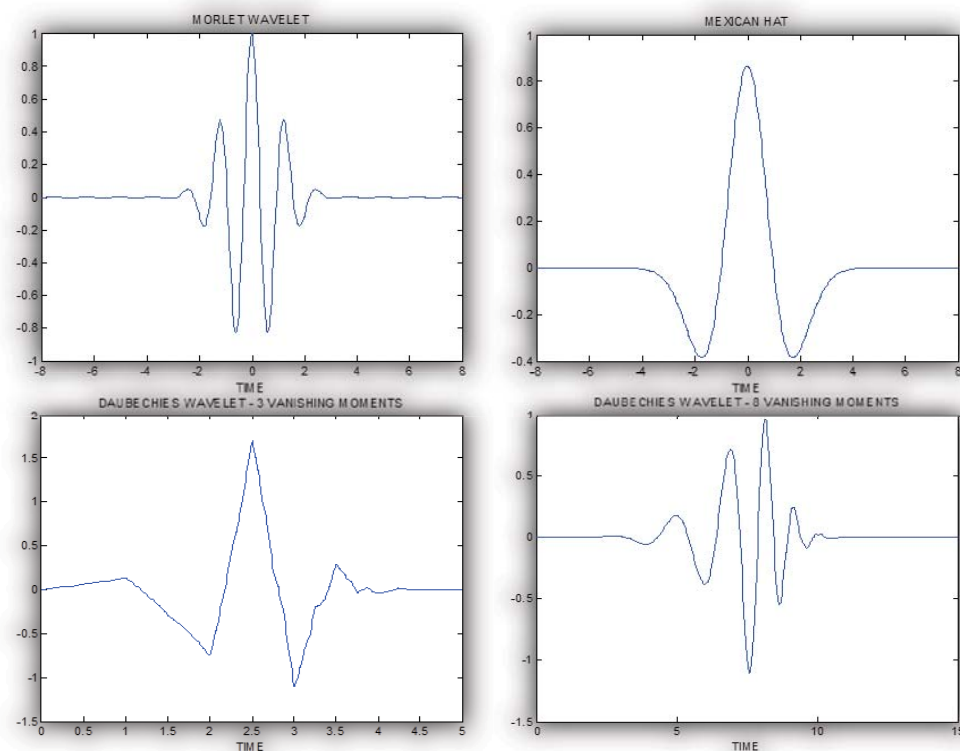 MORLET WAVELET
1
0.8
0.6
0.4
0.2
0
-0.2
-0.4
-0.6
-0.8
-1
-8 -6 -4 -2 0 2 4 6 8
TIME
MEXICAN HAT
1
0.8
0.6
0.4
0.2
0
-0.2
-0.4
-8 -6 -4 -2 0 2 4 6 8
TIME
DAUBECHIES WAVELET - 3 VANISHING MOMENTS
2
1.5
1
0.5
0
-0.5
-1
-1.5
0 0.5 1 1.5 2 2.5 3 3.5 4 4.5 5
TIME
DAUBECHIES WAVELET - 8 VANISHING MOMENTS
1
0.5
0
-0.5
-1
-1.5
0 5 10 15
TIME